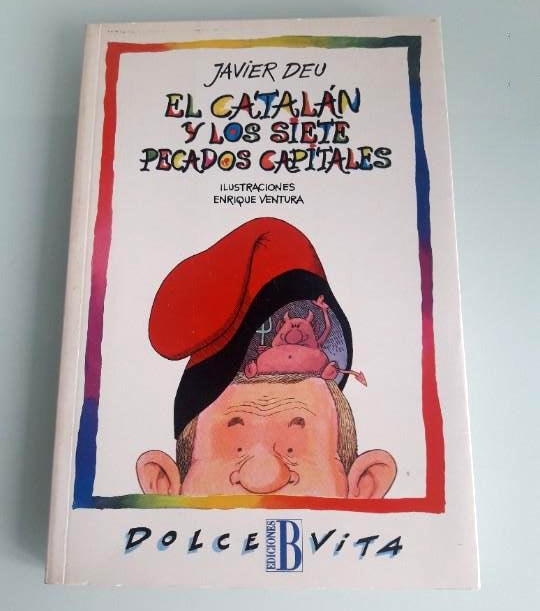 JAVIER DEU
EL CATALÁN
Y LOS SIETE
PECADOS CAPITALES
ILUSTRACIONES
ENRIQUE VENTURA
DOLCE VITA
EDICIONES B